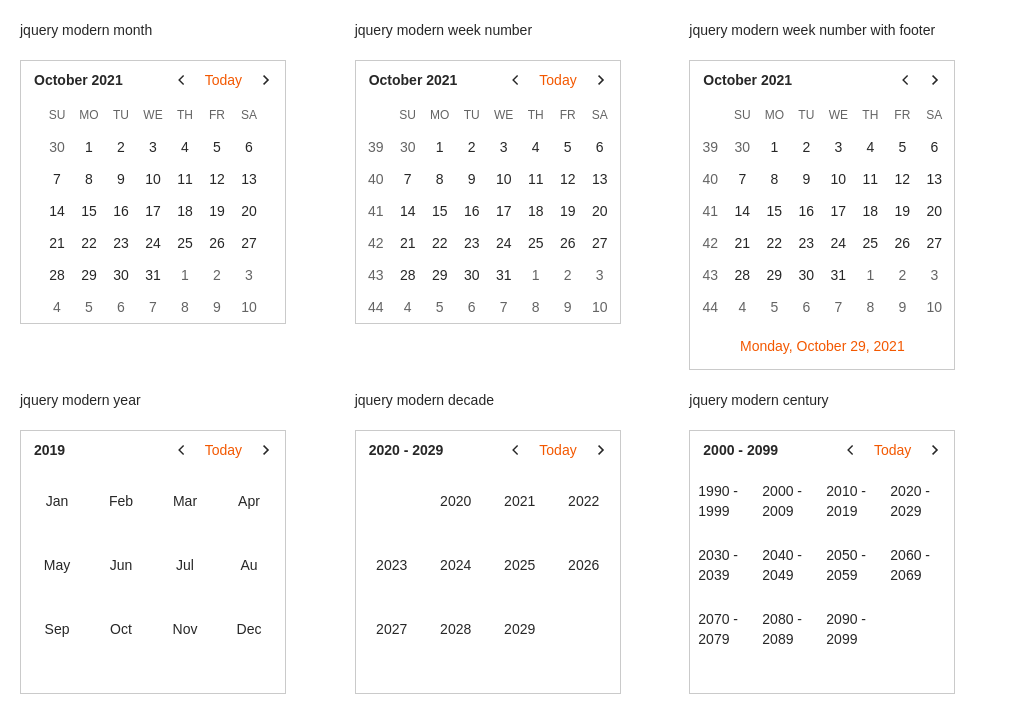 jquery modern month
October 2021 Today
SU MO TU WE TH FR SA
30 1 2 3 4 5 6
7 8 9 10 11 12 13
14 15 16 17 18 19 20
21 22 23 24 25 26 27
28 29 30 31 1 2 3
4 5 6 7 8 9 10
jquery modern week number
October 2021 Today
SU MO TU WE TH FR SA
39 30 1 2 3 4 5 6
40 7 8 9 10 11 12 13
41 14 15 16 17 18 19 20
42 21 22 23 24 25 26 27
43 28 29 30 31 1 2 3
44 4 5 6 7 8 9 10
jquery modern week number with footer
October 2021
SU MO TU WE TH FR SA
39 30 1 2 3 4 5 6
40 7 8 9 10 11 12 13
41 14 15 16 17 18 19 20
42 21 22 23 24 25 26 27
43 28 29 30 31 1 2 3
44 4 5 6 7 8 9 10
Monday, October 29, 2021
jquery modern year
2019 Today
Jan Feb Mar Apr
May Jun Jul Au
Sep Oct Nov Dec
jquery modern decade
2020 - 2029 Today
2020 2021 2022
2023 2024 2025 2026
2027 2028 2029
jquery modern century
2000 - 2099 Today
1990 - 2000 - 2010 - 2020 -
1999 2009 2019 2029
2030 - 2040 - 2050 - 2060 -
2039 2049 2059 2069
2070 - 2080 - 2090 -
2079 2089 2099